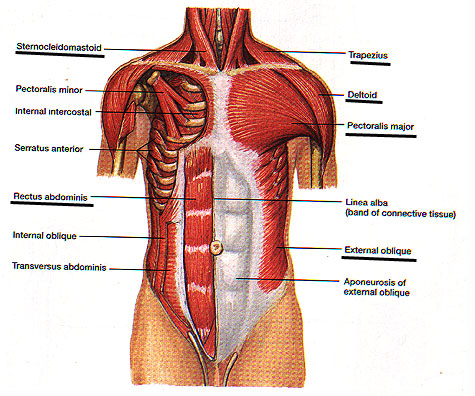 Sternocleidomastoid
Pectoralis minor
Internal intercostal
Serratus anterior
Rectus abdominis
Internal oblique
Transversus abdominis
Trapezius
Deltoid
Pectoralis major
Linea alba
(band of connective tissue)
External oblique
Aponeurosis of
external oblique